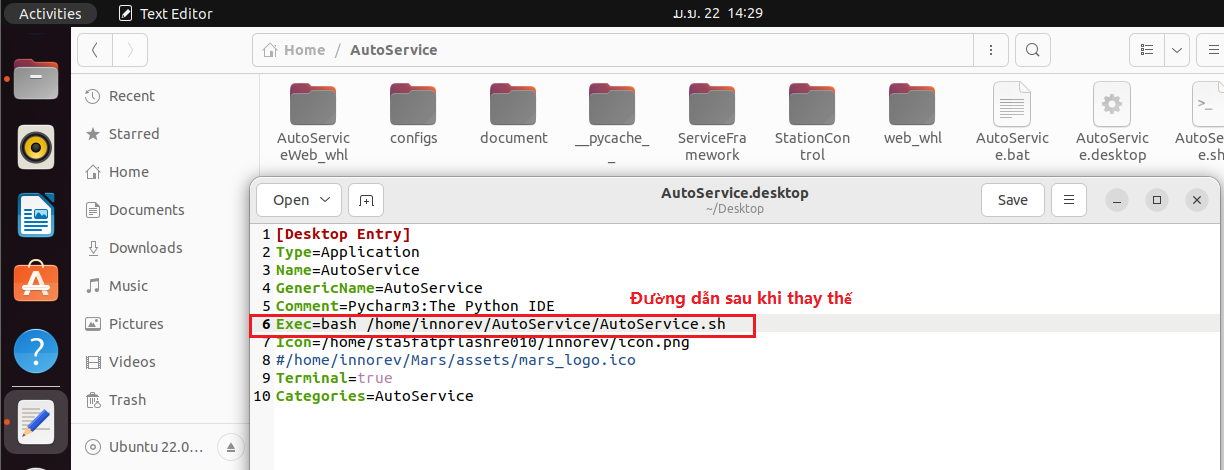 Activities
Text Editor
ม.ย. 22 14:29
Home / AutoService
Recent
Starred
Home
Documents
Downloads
Music
Pictures
Videos
Trash
Ubuntu 22.0…
AutoServic
eWeb_whl
configs
document
__pycache_
_
ServiceFra
mework
StationCon
trol
web_whl
AutoServic
e.bat
AutoServic
e.desktop
AutoS
e.sh
Open
AutoService.desktop
~/Desktop
Save
1 [Desktop Entry]
2 Type=Application
3 Name=AutoService
4 GenericName=AutoService
5 Comment=Pycharm3:The Python IDE
Đường dẫn sau khi thay thế
6 Exec=bash /home/innorev/AutoService/AutoService.sh
7 Icon=/home/sta5fatpflashre010/Innorev/icon.png
8 #/home/innorev/Mars/assets/mars_logo.ico
9 Terminal=true
10 Categories=AutoService